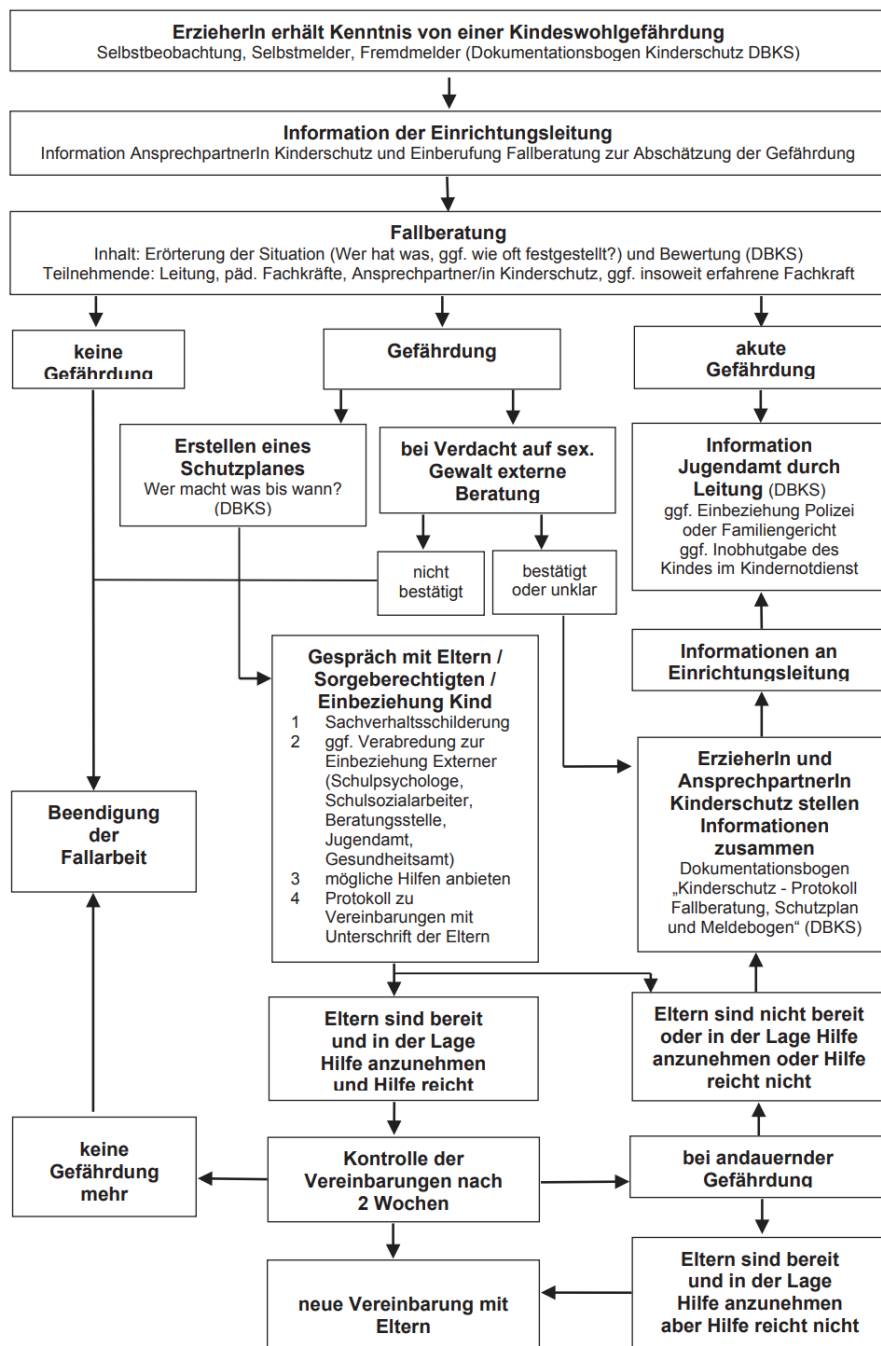 ErzieherIn erhält Kenntnis von einer Kindeswohlgefährdung
Selbstbeobachtung, Selbstmelder, Fremdmelder (Dokumentationsbogen Kinderschutz DBKS)
Information der Einrichtungsleitung
Information AnsprechpartnerIn Kinderschutz und Einberufung Fallberatung zur Abschätzung der Gefährdung
Fallberatung
Inhalt: Erörterung der Situation (Wer hat was, ggf. wie oft festgestellt?) und Bewertung (DBKS)
Teilnehmende: Leitung, päd. Fachkräfte, Ansprechpartner/in Kinderschutz, ggf. insoweit erfahrene Fachkraft
keine
Gefährdung
Gefährdung
akute
Gefährdung
Erstellen eines
Schutzplanes
Wer macht was bis wann?
(DBKS)
bei Verdacht auf sex.
Gewalt externe
Beratung
Information
Jugendamt durch
Leitung (DBKS)
ggf. Einbeziehung Polizei
oder Familiengericht
ggf. Inobhutgabe des
Kindes im Kindernotdienst
nicht
bestätigt
bestätigt
oder unklar
Informationen an
Einrichtungsleitung
Gespräch mit Eltern /
Sorgeberechtigten /
Einbeziehung Kind
1 Sachverhaltsschilderung
2 ggf. Verabredung zur
Einbeziehung Externer
(Schulpsychologe,
Schulsozialarbeiter,
Beratungsstelle,
Jugendamt,
Gesundheitsamt)
3 mögliche Hilfen anbieten
4 Protokoll zu
Vereinbarungen mit
Unterschrift der Eltern
ErzieherIn und
AnsprechpartnerIn
Kinderschutz stellen
Informationen
zusammen
Dokumentationsbogen
„Kinderschutz - Protokoll
Fallberatung, Schutzplan
und Meldebogen“ (DBKS)
Beendigung
der
Fallarbeit
Eltern sind bereit
und in der Lage
Hilfe anzunehmen
und Hilfe reicht
Eltern sind nicht bereit
oder in der Lage Hilfe
anzunehmen oder Hilfe
reicht nicht
keine
Gefährdung
mehr
Kontrolle der
Vereinbarungen nach
2 Wochen
bei andauernder
Gefährdung
neue Vereinbarung mit
Eltern
Eltern sind bereit
und in der Lage
Hilfe anzunehmen
aber Hilfe reicht nicht